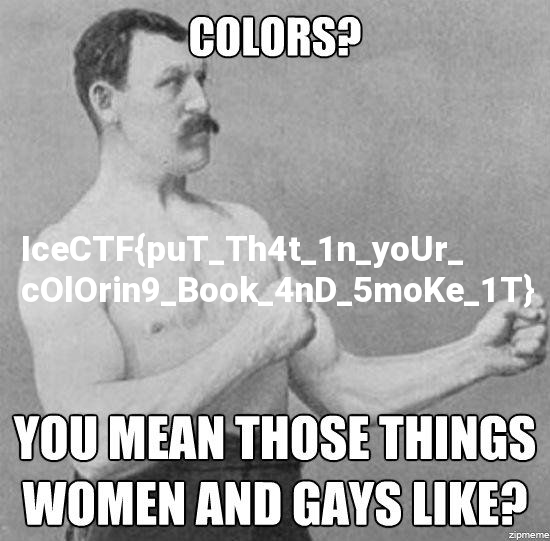 COLORS?
IceCTF{puT_Th4t_1n_yoUr_
cOlOrin9_Book_4nD_5moKe_1T}
YOU MEAN THOSE THINGS
WOMEN AND GAYS LIKE?
zipmeme